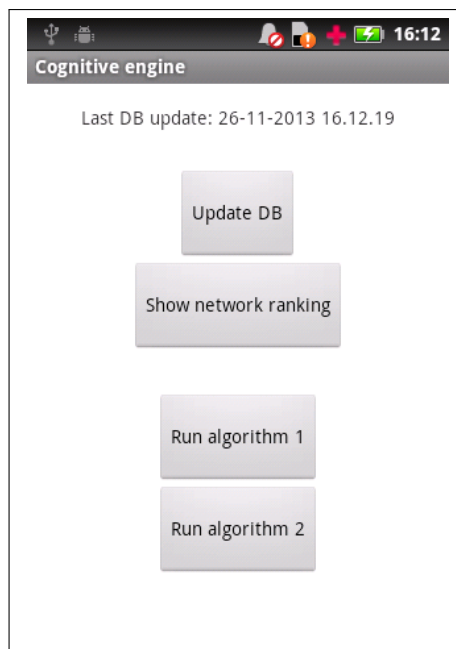 16:12
Cognitive engine
Last DB update: 26-11-2013 16.12.19
Update DB
Show network ranking
Run algorithm 1
Run algorithm 2